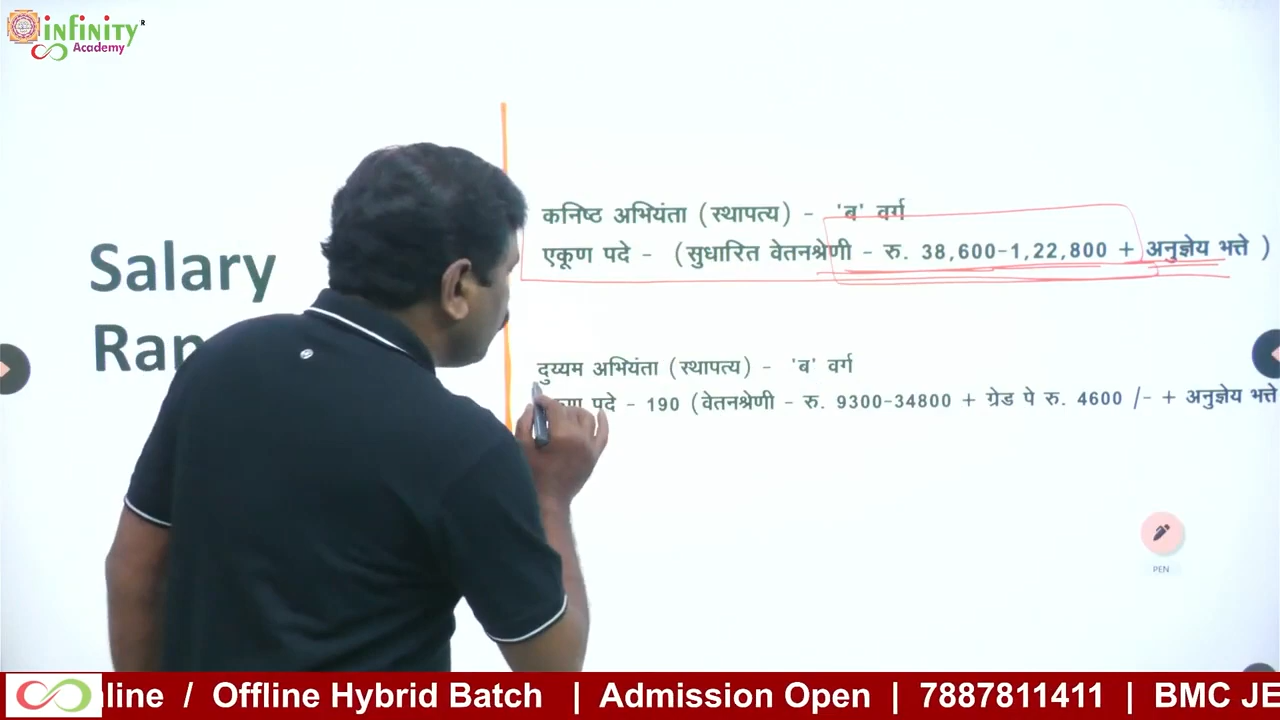 infinity
Academy
Salary
कनिष्ठ अभियंता (स्थापत्य) - 'ब' वर्ग
एकूण पदे - (सुधारित वेतनश्रेणी - रु. 38,600-1,22,800 + अनुज्ञेय भत्ते )
दुय्यम अभियंता (स्थापत्य) - 'ब' वर्ग
पदे - 190 (वेतनश्रेणी - रु. 9300-34800 + ग्रेड पे रु. 4600 /- + अनुज्ञेय भत्ते
PEN
/ Offline Hybrid Batch | Admission Open | 7887811411 | BMC JE